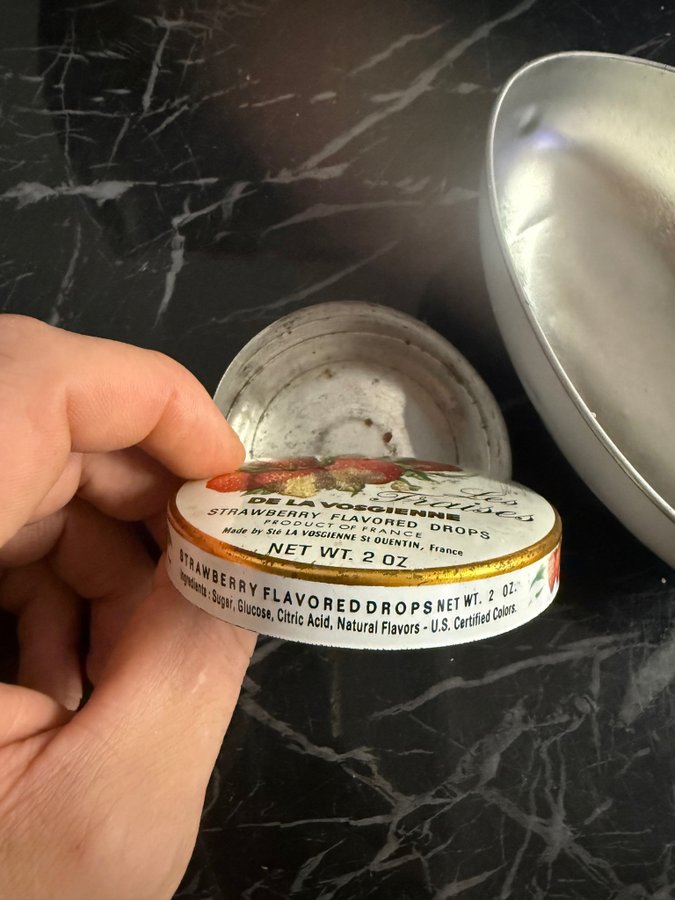 Les
Fraises
DE LA VOSGIENNE
STRAWBERRY FLAVORED DROPS
PRODUCT OF FRANCE
Made by Sté LA VOSGIENNE St QUENTIN, France
NET WT. 2 OZ
STRAWBERRY FLAVORED DROPS NET WT. 2 OZ.
Ingredients : Sugar, Glucose, Citric Acid, Natural Flavors - U.S. Certified Colors.